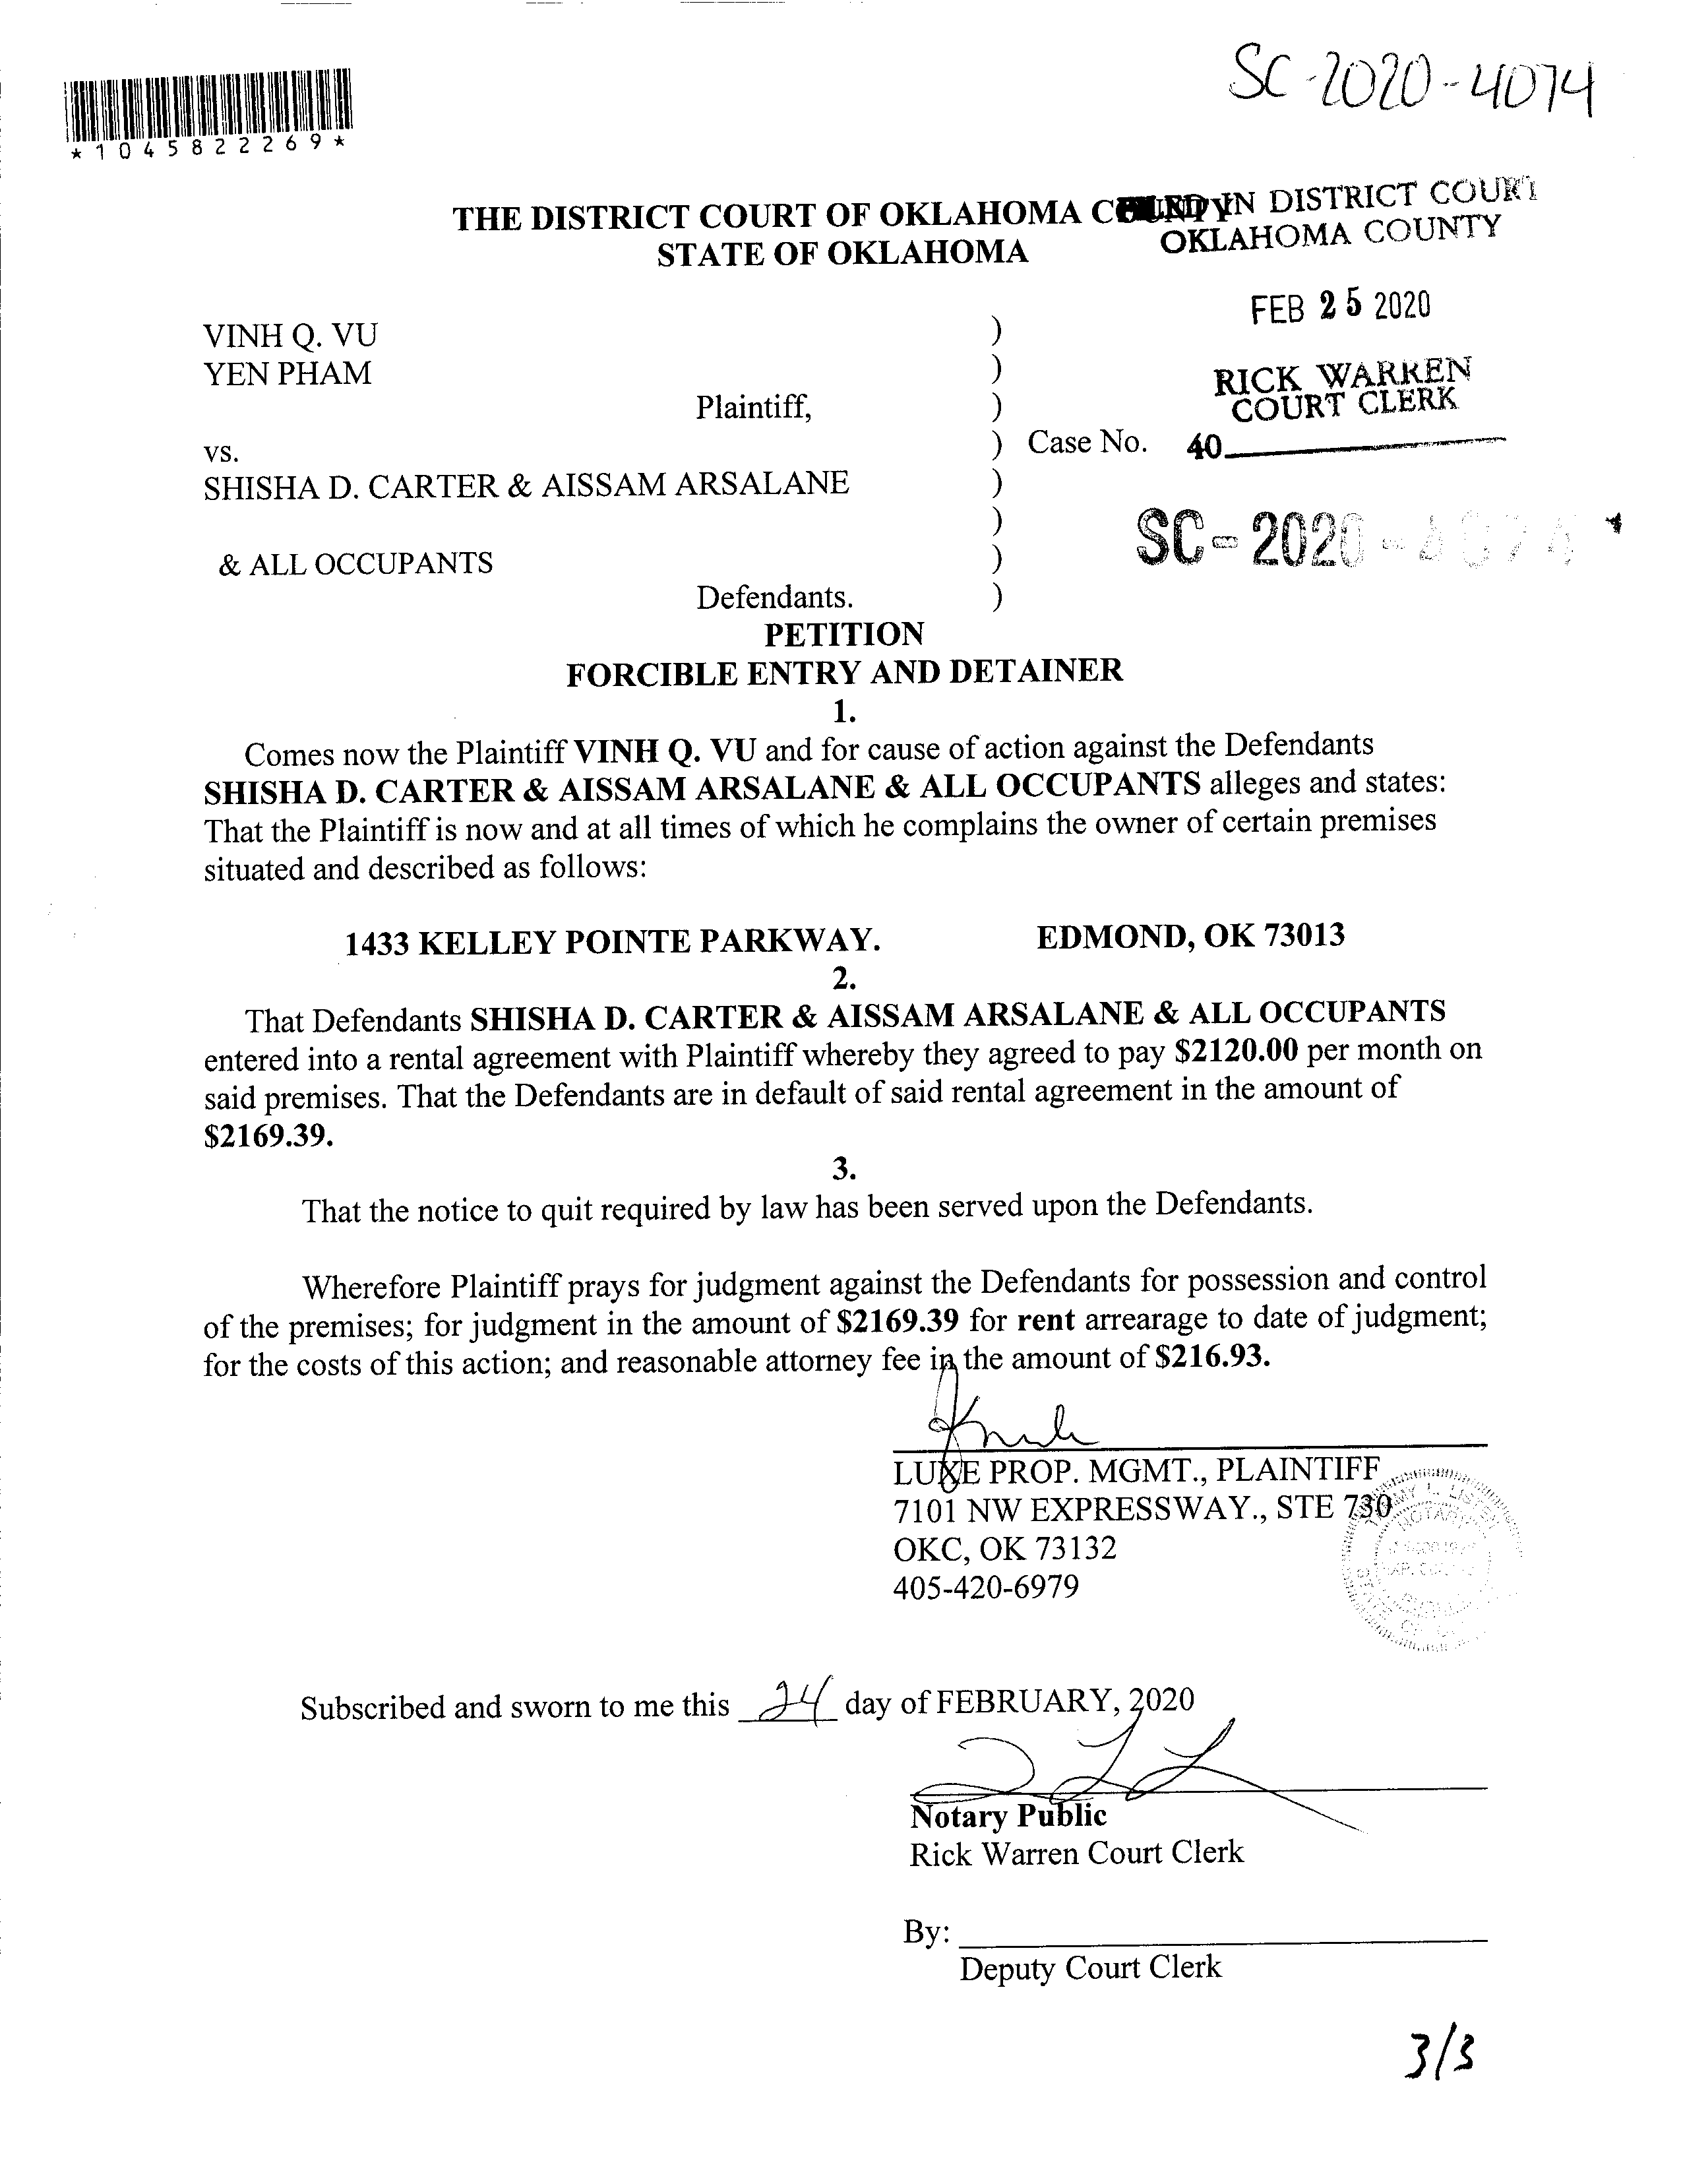 SC-2020-4074
*1045822269*
THE DISTRICT COURT OF OKLAHOMA COUNTY
STATE OF OKLAHOMA
FILED IN DISTRICT COURT
OKLAHOMA COUNTY
FEB 25 2020
RICK WARREN
COURT CLERK
40
VINH Q. VU )
YEN PHAM )
Plaintiff, )
vs. ) Case No.
SHISHA D. CARTER & AISSAM ARSALANE )
)
& ALL OCCUPANTS )
Defendants. )
SC-2020-4074
PETITION
FORCIBLE ENTRY AND DETAINER
1.
Comes now the Plaintiff VINH Q. VU and for cause of action against the Defendants
SHISHA D. CARTER & AISSAM ARSALANE & ALL OCCUPANTS alleges and states:
That the Plaintiff is now and at all times of which he complains the owner of certain premises
situated and described as follows:
1433 KELLEY POINTE PARKWAY. EDMOND, OK 73013
2.
That Defendants SHISHA D. CARTER & AISSAM ARSALANE & ALL OCCUPANTS
entered into a rental agreement with Plaintiff whereby they agreed to pay $2120.00 per month on
said premises. That the Defendants are in default of said rental agreement in the amount of
$2169.39.
3.
That the notice to quit required by law has been served upon the Defendants.
Wherefore Plaintiff prays for judgment against the Defendants for possession and control
of the premises; for judgment in the amount of $2169.39 for rent arrearage to date of judgment;
for the costs of this action; and reasonable attorney fee in the amount of $216.93.
LUXE PROP. MGMT., PLAINTIFF
7101 NW EXPRESSWAY., STE 730
OKC, OK 73132
405-420-6979
NOTARY
Subscribed and sworn to me this 24 day of FEBRUARY, 2020
Notary Public
Rick Warren Court Clerk
By:
Deputy Court Clerk
3/3